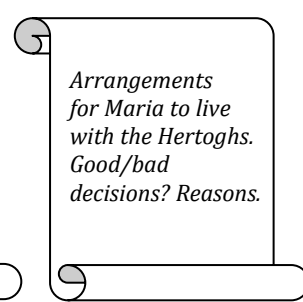 Arrangements
for Maria to live
with the Hertoghs.
Good/bad
decisions? Reasons.